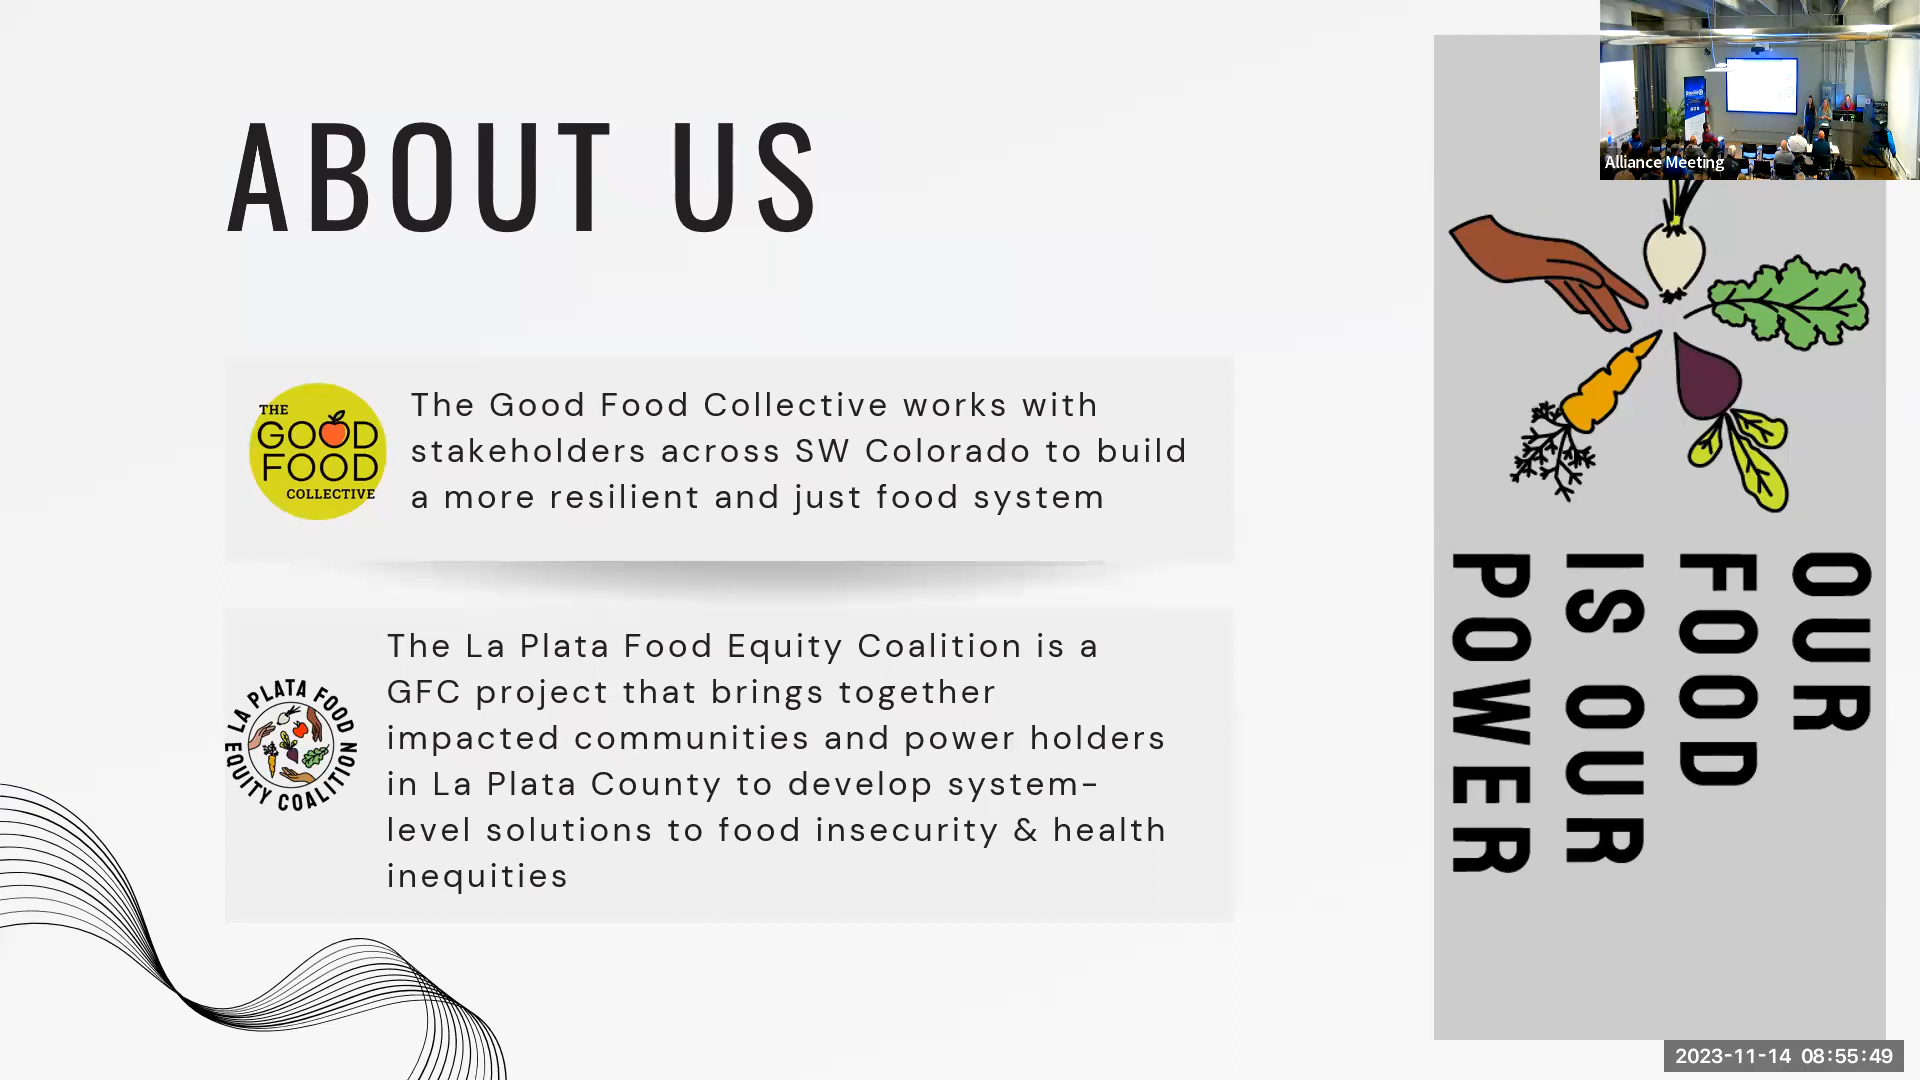 ABOUT US
THE
GOOD
FOOD
COLLECTIVE
The Good Food Collective works with
stakeholders across SW Colorado to build
a more resilient and just food system
LA PLATA FOOD
EQUITY COALITION
The La Plata Food Equity Coalition is a
GFC project that brings together
impacted communities and power holders
in La Plata County to develop system-
level solutions to food insecurity & health
inequities
Alliance Meeting
OUR
FOOD
IS OUR
POWER
2023-11-14 08:55:49